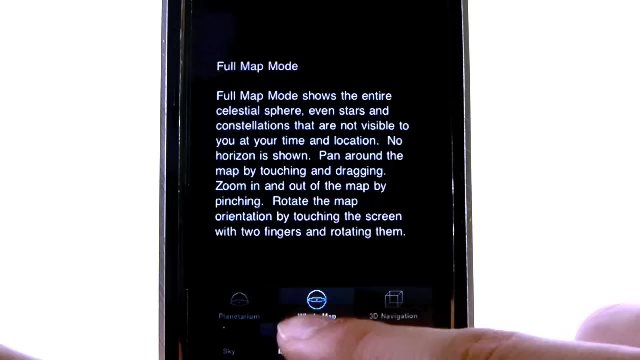 Full Map Mode
Full Map Mode shows the entire
celestial sphere, even stars and
constellations that are not visible to
you at your time and location.  No
horizon is shown.  Pan around the
map by touching and dragging.
Zoom in and out of the map by
pinching.  Rotate the map
orientation by touching the screen
with two fingers and rotating them.
Planetarium
Map
3D Navigation
Sky